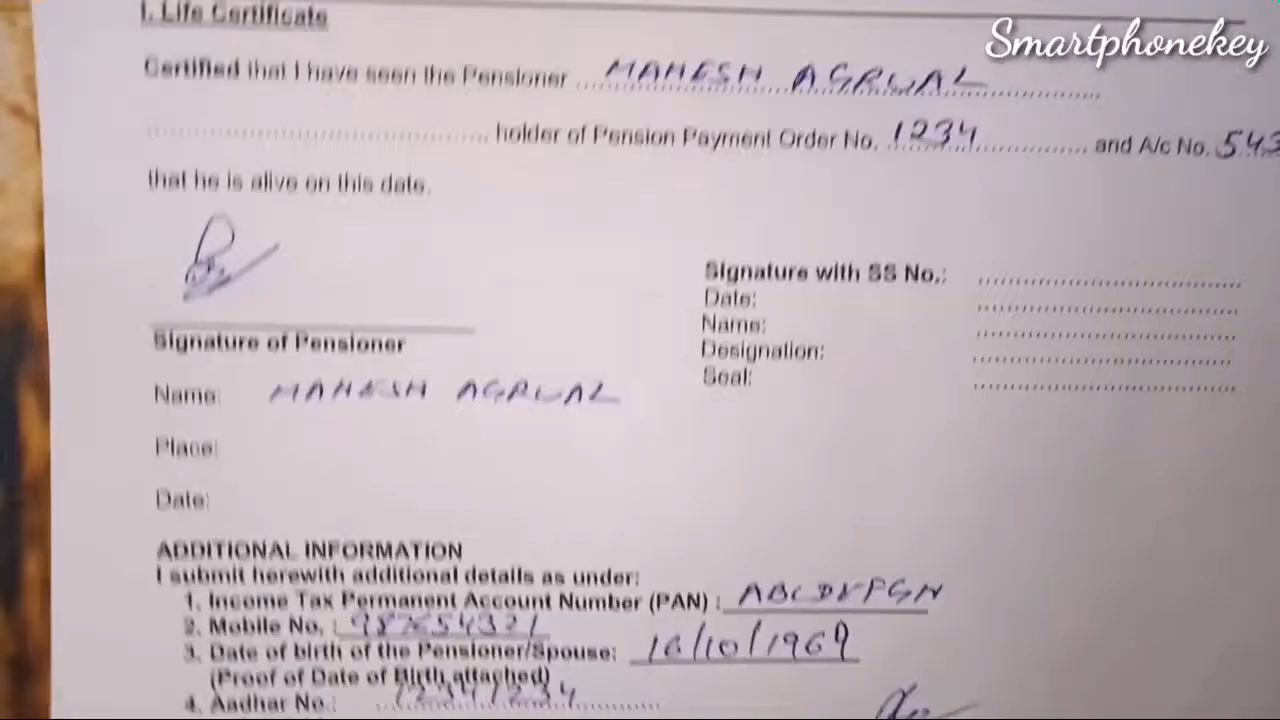 Smartphonekey
I. Life Certificate
Certified that I have seen the Pensioner MAHESH AGRWAL
holder of Pension Payment Order No. 1234 and A/c No. 543
that he is alive on this date.
Signature with SS No.:
Date:
Name:
Designation:
Seal:
Signature of Pensioner
Name: MAHESH AGRWAL
Place:
Date:
ADDITIONAL INFORMATION
I submit herewith additional details as under:
1. Income Tax Permanent Account Number (PAN) :
2. Mobile No. :
3. Date of birth of the Pensioner/Spouse: 16/10/1969
(Proof of Date of Birth attached)
4. Aadhar No.: 12341234